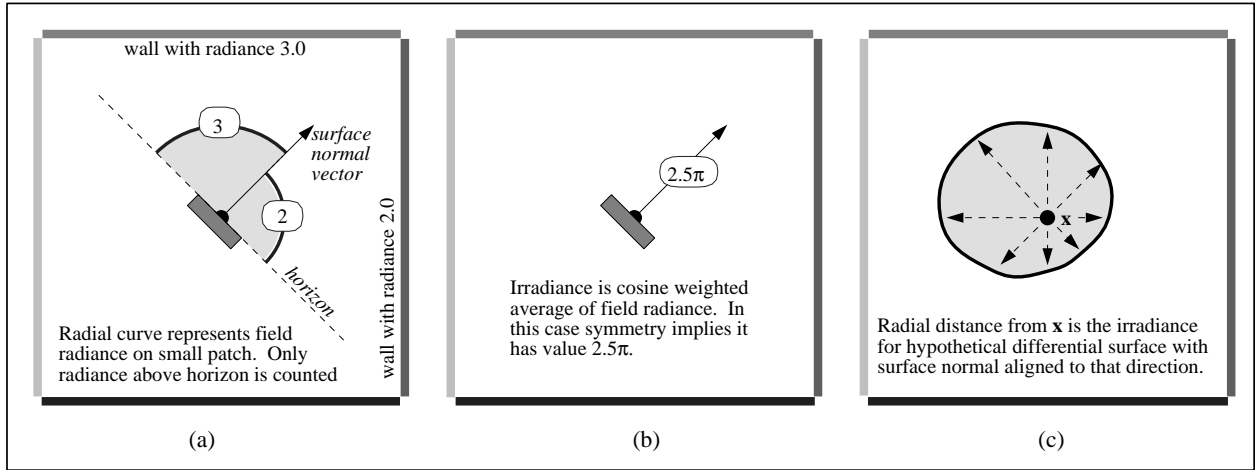 wall with radiance 3.0
3
surface
normal
vector
2
horizon
wall with radiance 2.0
Radial curve represents field
radiance on small patch. Only
radiance above horizon is counted
(a)
2.5π
Irradiance is cosine weighted
average of field radiance. In
this case symmetry implies it
has value 2.5π.
(b)
x
Radial distance from x is the irradiance
for hypothetical differential surface with
surface normal aligned to that direction.
(c)